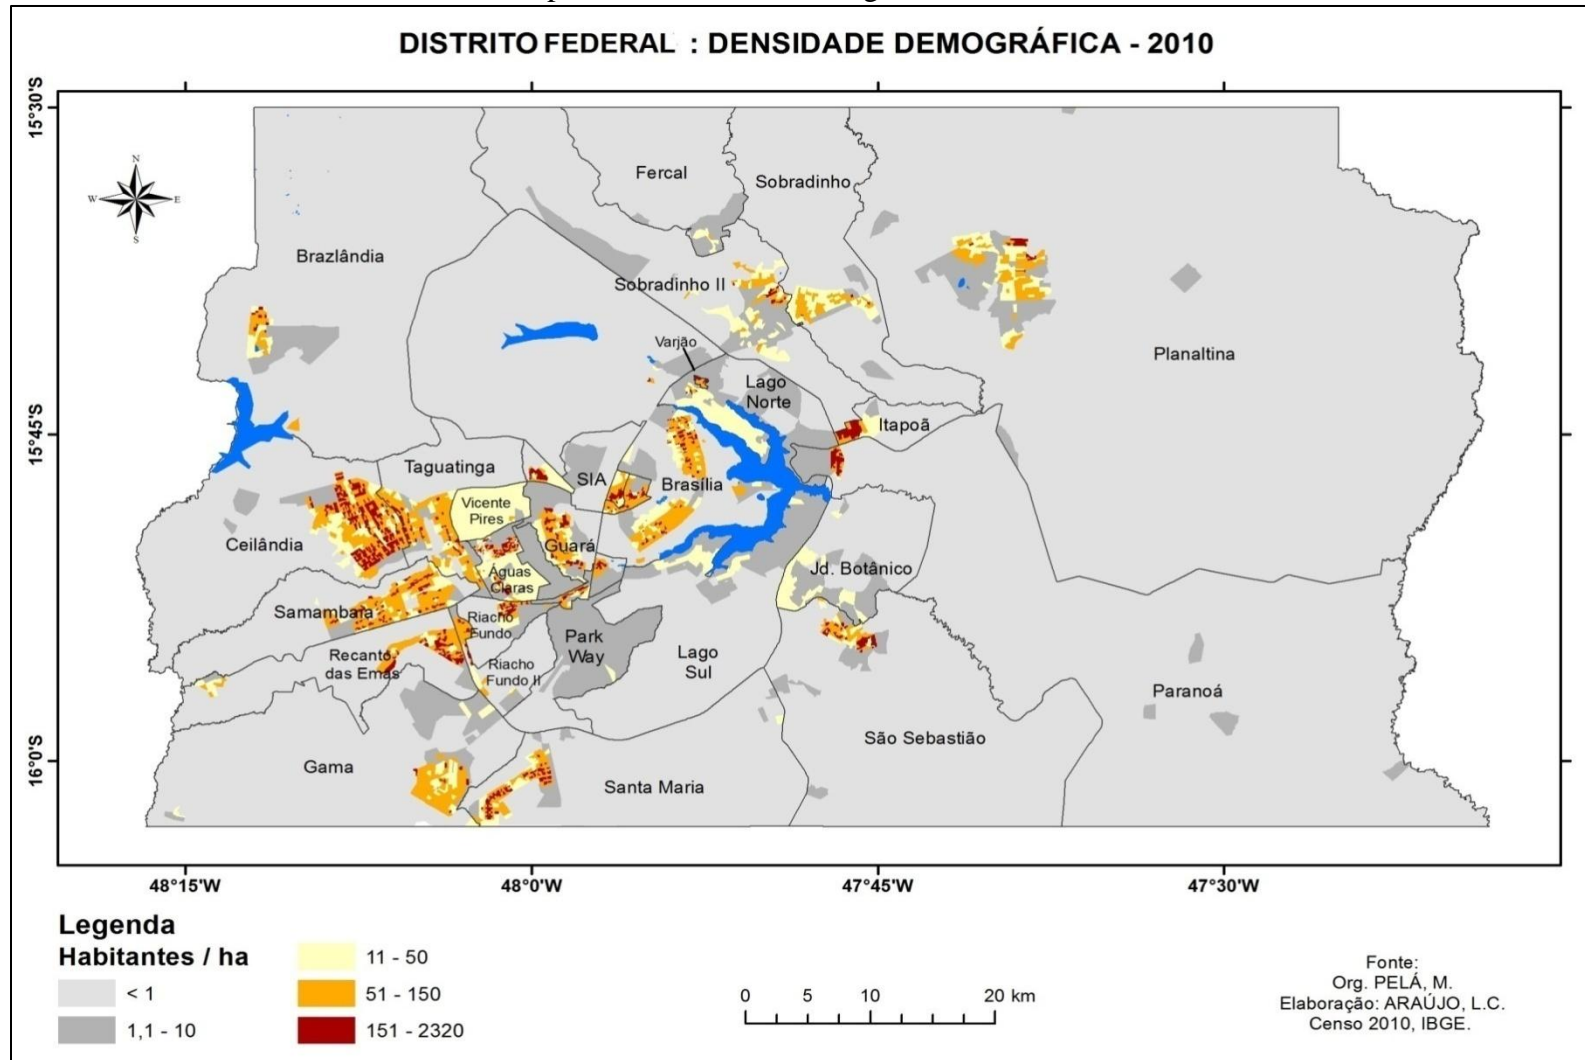 DISTRITO FEDERAL : DENSIDADE DEMOGRÁFICA - 2010
15°30'S
N
W
E
S
Fercal
Sobradinho
Brazlândia
Sobradinho II
Varjão
Planaltina
Lago
Norte
15°45'S
Itapoã
Taguatinga
SIA
Brasília
Vicente
Pires
Ceilândia
Guará
Águas
Claras
Jd. Botânico
Samambaia
Riacho
Fundo
Park
Way
Recanto
das Emas
Riacho
Fundo II
Lago
Sul
Paranoá
São Sebastião
16°0'S
Gama
Santa Maria
48°15'W
48°0'W
47°45'W
47°30'W
Legenda
Habitantes / ha
< 1
1,1 - 10
11 - 50
51 - 150
151 - 2320
0 5 10 20 km
Fonte:
Org. PELÁ, M.
Elaboração: ARAÚJO, L.C.
Censo 2010, IBGE.